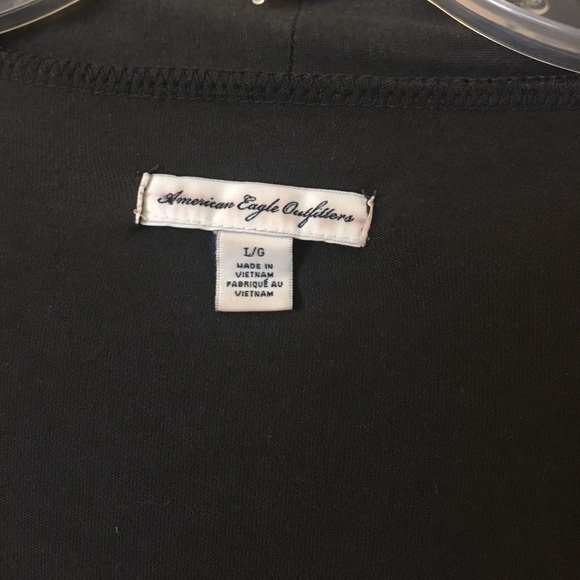 American Eagle Outfitters
L/G
MADE IN
VIETNAM
FABRIQUÉ AU
VIETNAM